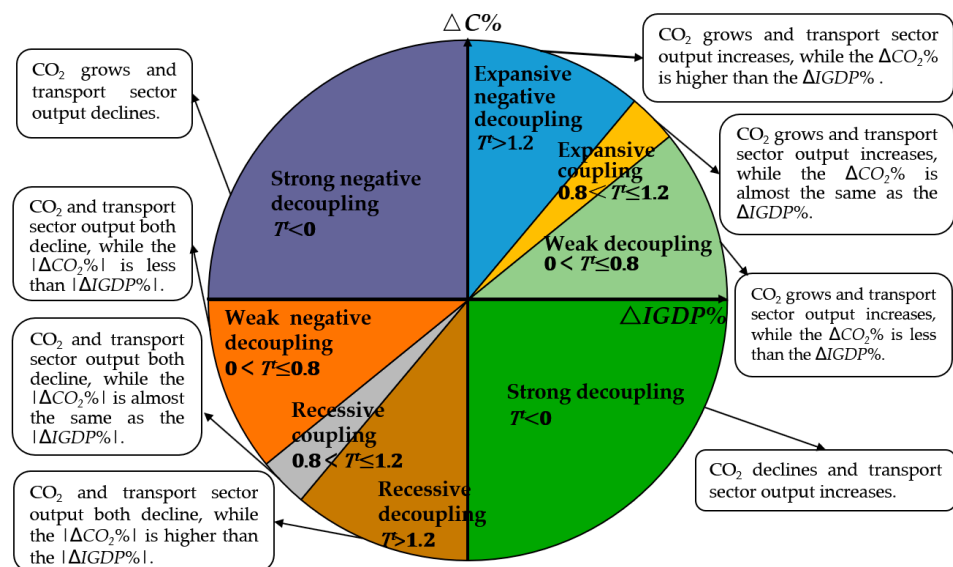 △C%
CO₂ grows and
transport sector
output declines.
CO₂ and transport
sector output both
decline, while the
|ΔCO₂%| is less
than |ΔIGDP%|.
CO₂ and transport
sector output both
decline, while the
|ΔCO₂%| is almost
the same as the
|ΔIGDP%|.
CO₂ and transport sector
output both decline, while
the |ΔCO₂%| is higher than
the |ΔIGDP%|.
Strong negative
decoupling
Tᵗ<0
Expansive
negative
decoupling
Tᵗ>1.2
Expansive
coupling
0.8< Tᵗ≤1.2
Weak decoupling
0 < Tᵗ≤0.8
△IGDP%
Weak negative
decoupling
0 < Tᵗ≤0.8
Recessive
coupling
0.8 < Tᵗ≤1.2
Recessive
decoupling
Tᵗ>1.2
Strong decoupling
Tᵗ<0
CO₂ grows and transport sector
output increases, while the ΔCO₂%
is higher than the ΔIGDP% .
CO₂ grows and transport
sector output increases,
while the ΔCO₂% is
almost the same as the
ΔIGDP%.
CO₂ grows and transport
sector output increases,
while the ΔCO₂% is less
than the ΔIGDP%.
CO₂ declines and transport
sector output increases.